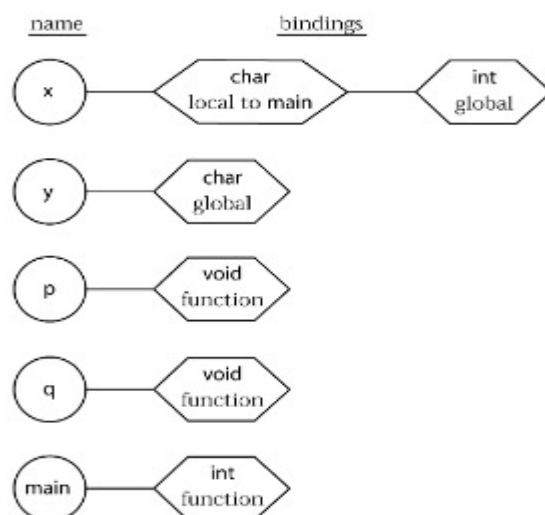 name bindings
x char int
local to main global
y char
global
p void
function
q void
function
main int
function